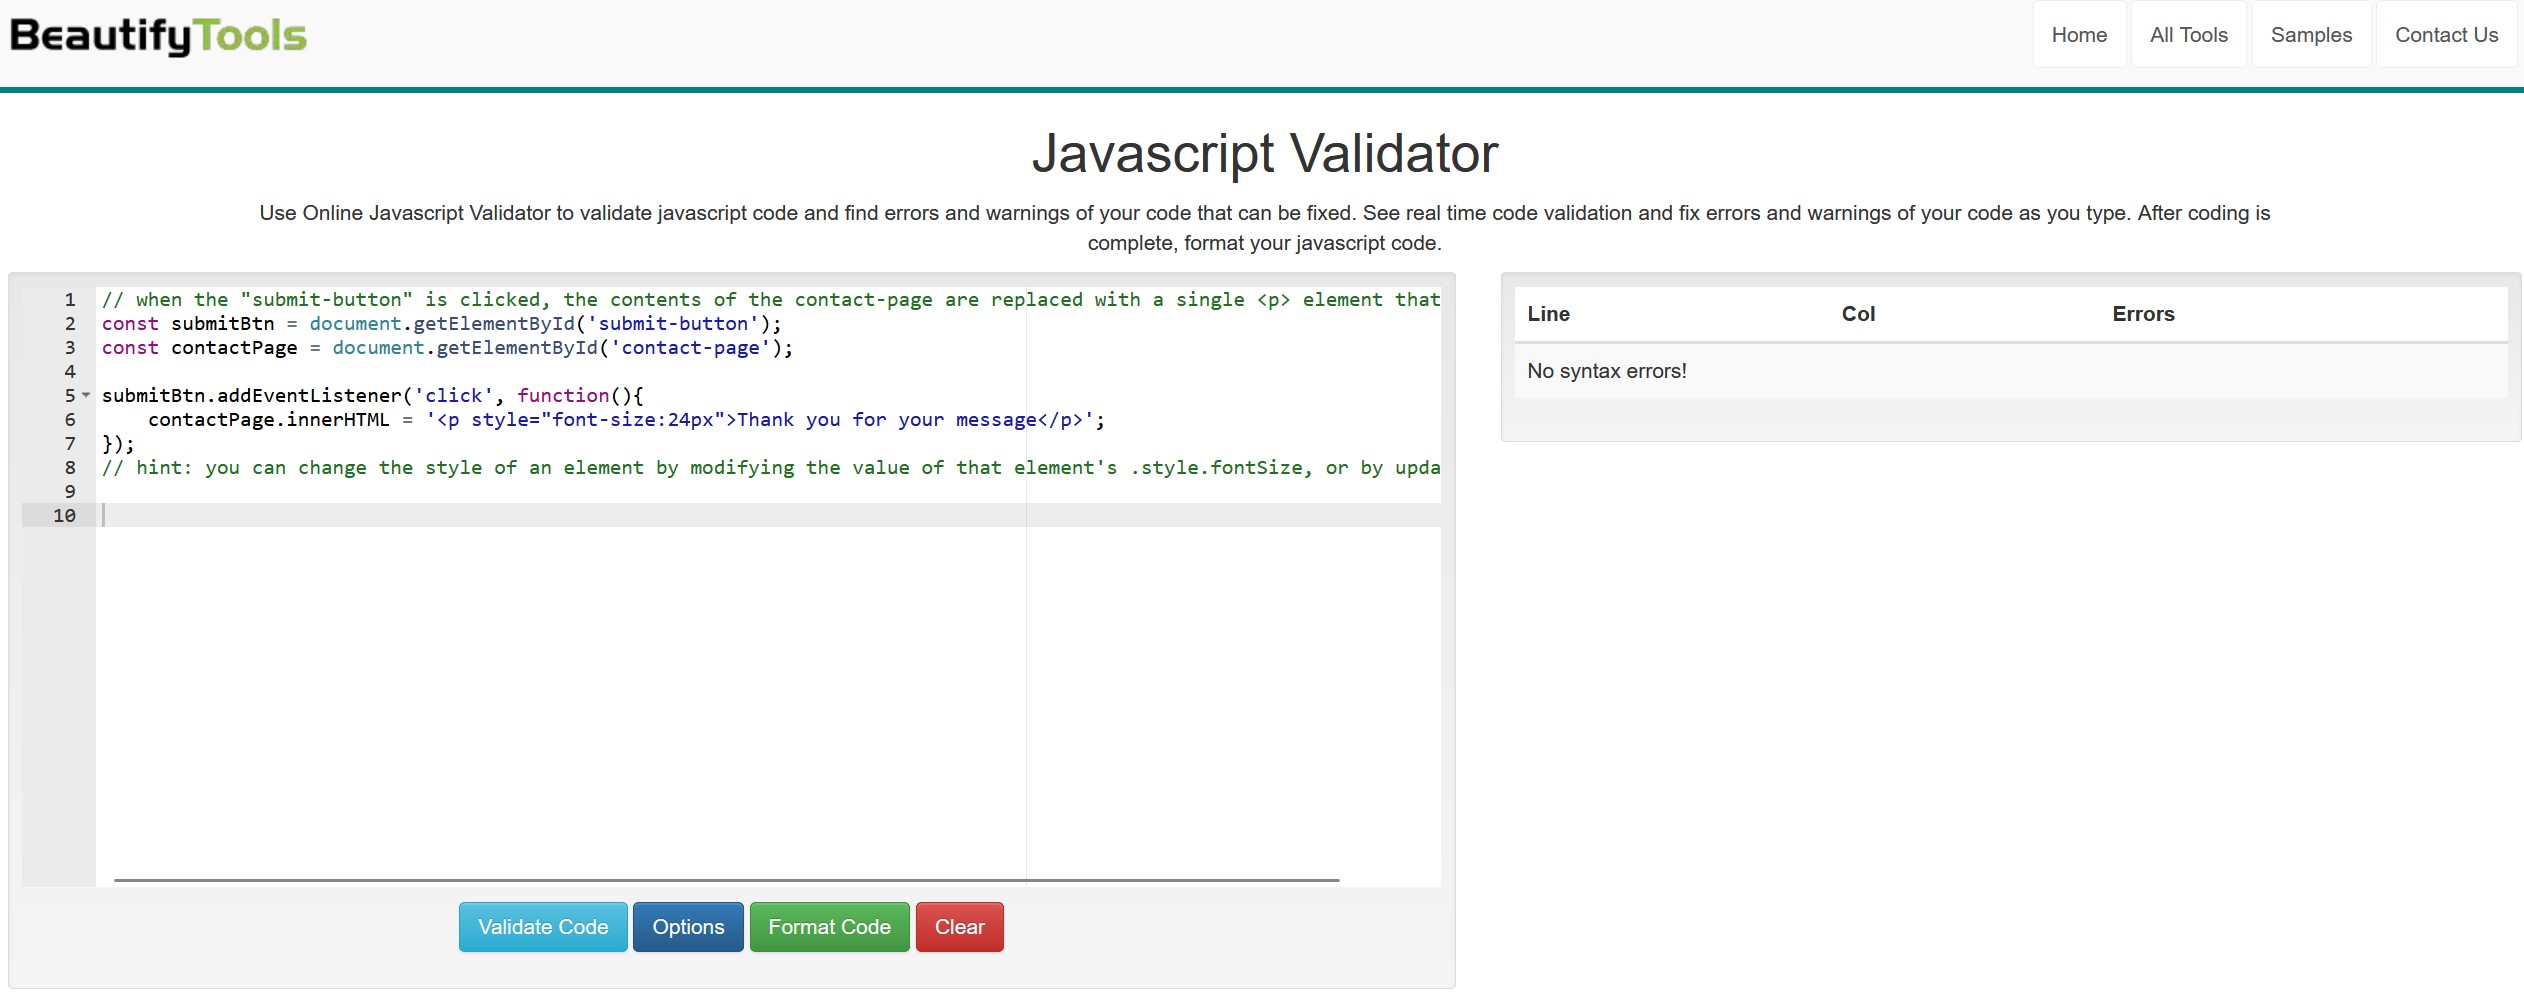 BeautifyTools
Home
All Tools
Samples
Contact Us
Javascript Validator
Use Online Javascript Validator to validate javascript code and find errors and warnings of your code that can be fixed. See real time code validation and fix errors and warnings of your code as you type. After coding is
complete, format your javascript code.
1 // when the "submit-button" is clicked, the contents of the contact-page are replaced with a single <p> element that
2 const submitBtn = document.getElementById('submit-button');
3 const contactPage = document.getElementById('contact-page');
4
5 submitBtn.addEventListener('click', function(){
6     contactPage.innerHTML = '<p style="font-size:24px">Thank you for your message</p>';
7 });
8 // hint: you can change the style of an element by modifying the value of that element's .style.fontSize, or by upda
9
10
Validate Code
Options
Format Code
Clear
Line Col Errors
No syntax errors!